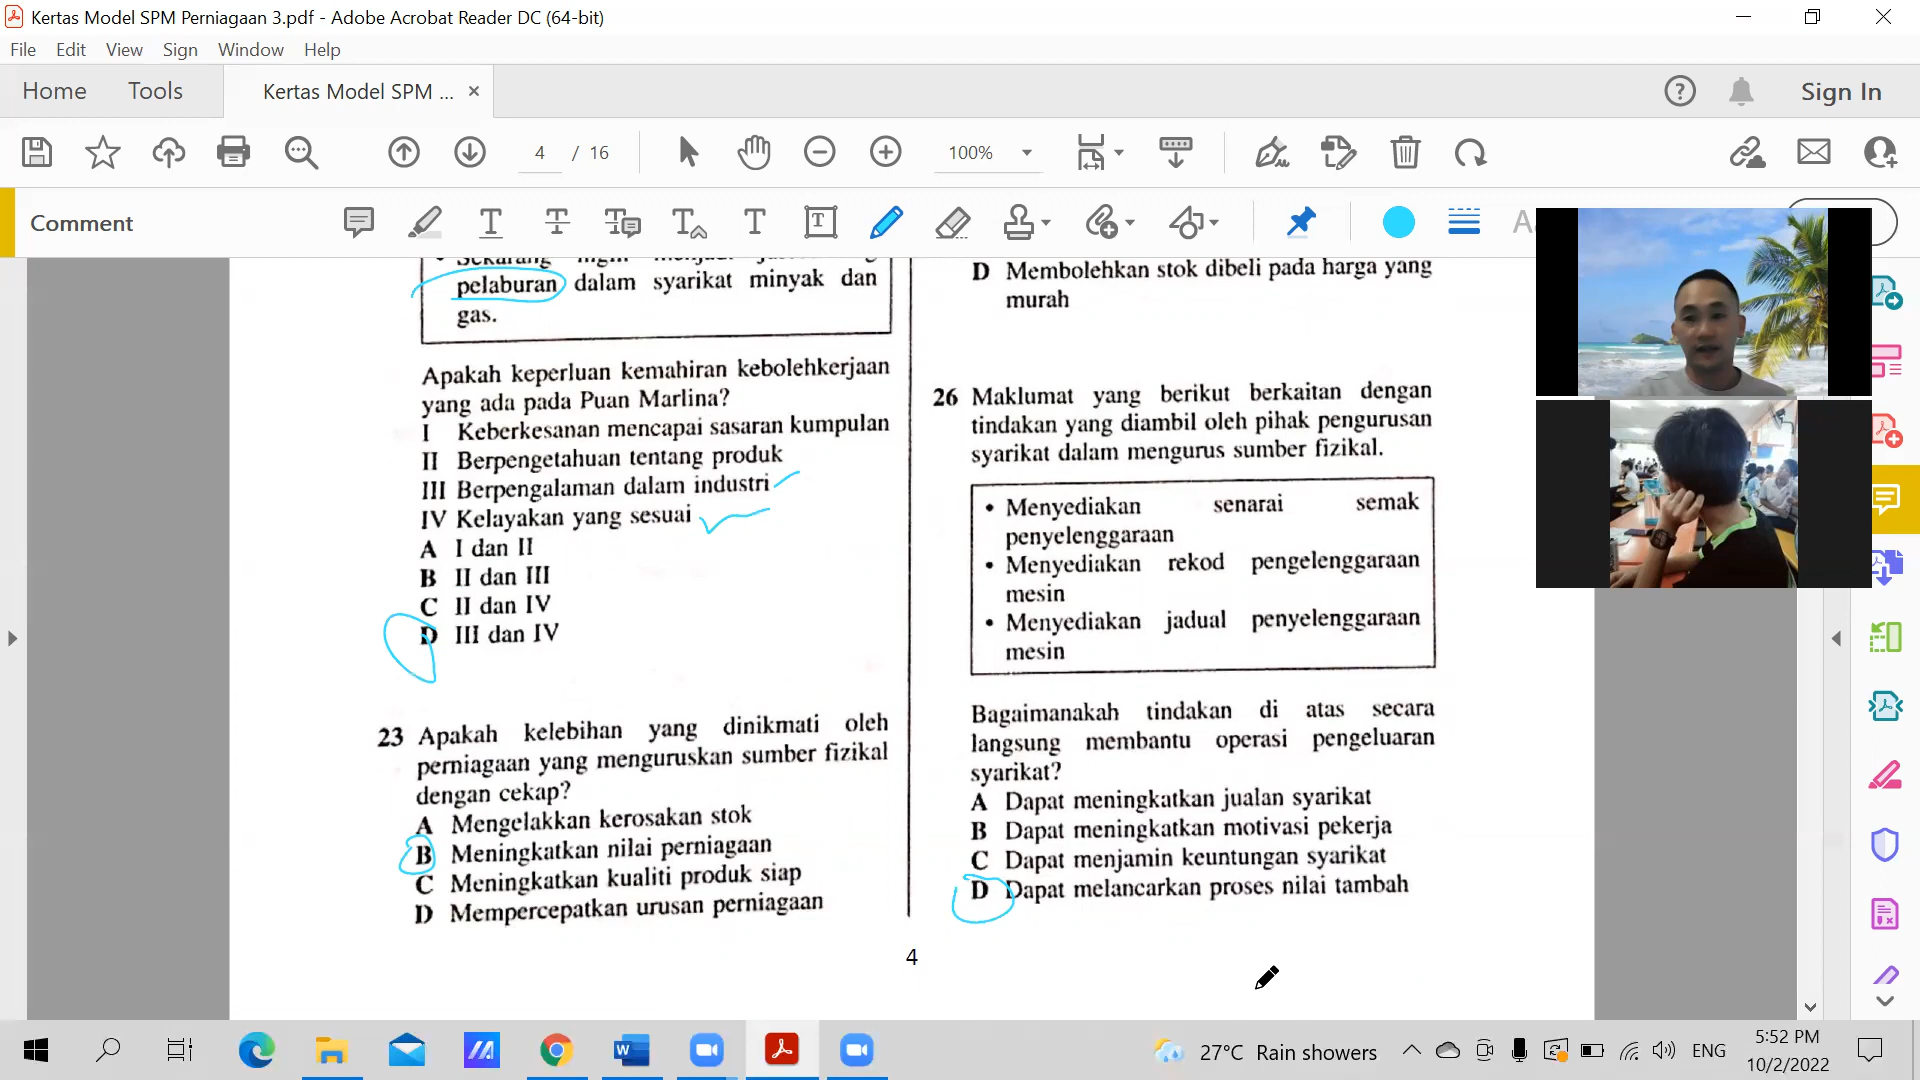 Kertas Model SPM Perniagaan 3.pdf - Adobe Acrobat Reader DC (64-bit)
File Edit View Sign Window Help
Home Tools Kertas Model SPM ... × Sign In
4 / 16 100%
Comment
pelaburan dalam syarikat minyak dan
gas.
Apakah keperluan kemahiran kebolehkerjaan
yang ada pada Puan Marlina?
I Keberkesanan mencapai sasaran kumpulan
II Berpengetahuan tentang produk
III Berpengalaman dalam industri
IV Kelayakan yang sesuai
A I dan II
B II dan III
C II dan IV
D III dan IV
23 Apakah kelebihan yang dinikmati oleh
perniagaan yang menguruskan sumber fizikal
dengan cekap?
A Mengelakkan kerosakan stok
B Meningkatkan nilai perniagaan
C Meningkatkan kualiti produk siap
D Mempercepatkan urusan perniagaan
D Membolehkan stok dibeli pada harga yang
murah
26 Maklumat yang berikut berkaitan dengan
tindakan yang diambil oleh pihak pengurusan
syarikat dalam mengurus sumber fizikal.
• Menyediakan senarai semak
penyelenggaraan
• Menyediakan rekod pengelenggaraan
mesin
• Menyediakan jadual penyelenggaraan
mesin
Bagaimanakah tindakan di atas secara
langsung membantu operasi pengeluaran
syarikat?
A Dapat meningkatkan jualan syarikat
B Dapat meningkatkan motivasi pekerja
C Dapat menjamin keuntungan syarikat
D Dapat melancarkan proses nilai tambah
4
27°C Rain showers
ENG
5:52 PM
10/2/2022